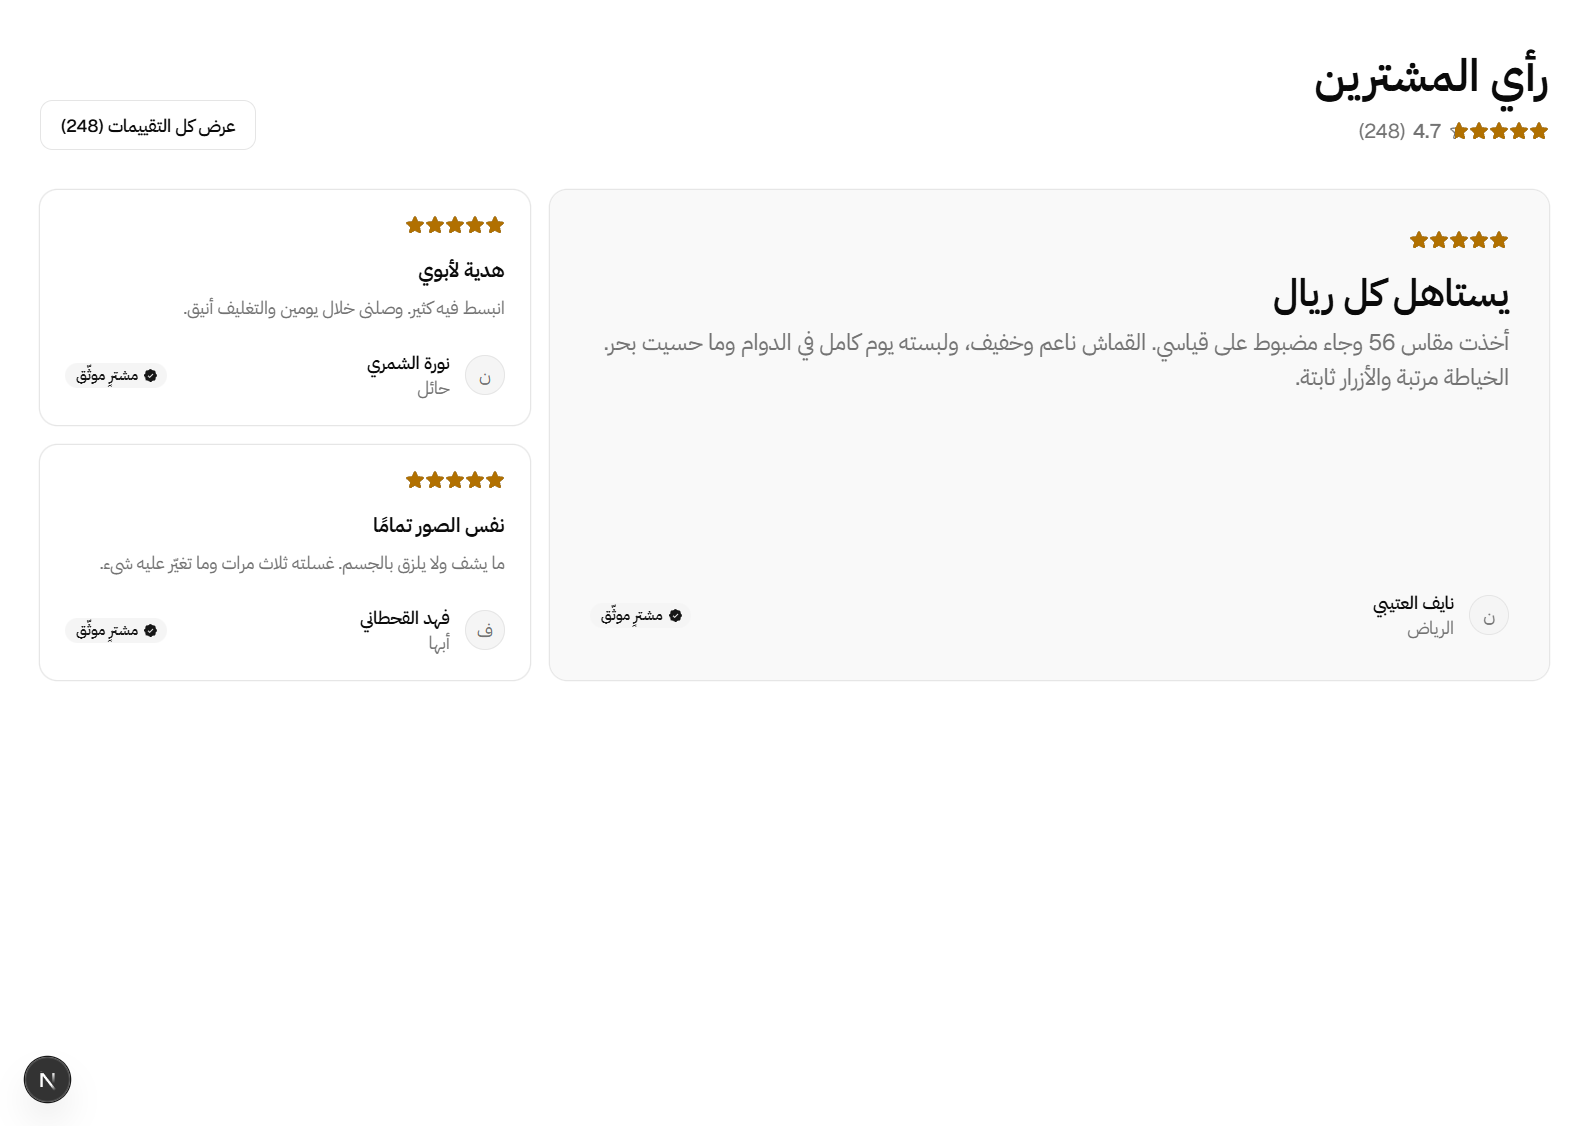 رأي المشترين
4.7 (248)
عرض كل التقييمات (248)
يستاهل كل ريال
أخذت مقاس 56 وجاء مضبوط على قياسي. القماش ناعم وخفيف، ولبسته يوم كامل في الدوام وما حسيت بحر.
الخياطة مرتبة والأزرار ثابتة.
ن
نايف العتيبي
الرياض
مشترٍ موثّق
هدية لأبوي
انبسط فيه كثير. وصلني خلال يومين والتغليف أنيق.
ن
نورة الشمري
حائل
مشترٍ موثّق
نفس الصور تمامًا
ما يشف ولا يلزق بالجسم. غسلته ثلاث مرات وما تغيّر عليه شيء.
ف
فهد القحطاني
أبها
مشترٍ موثّق
N